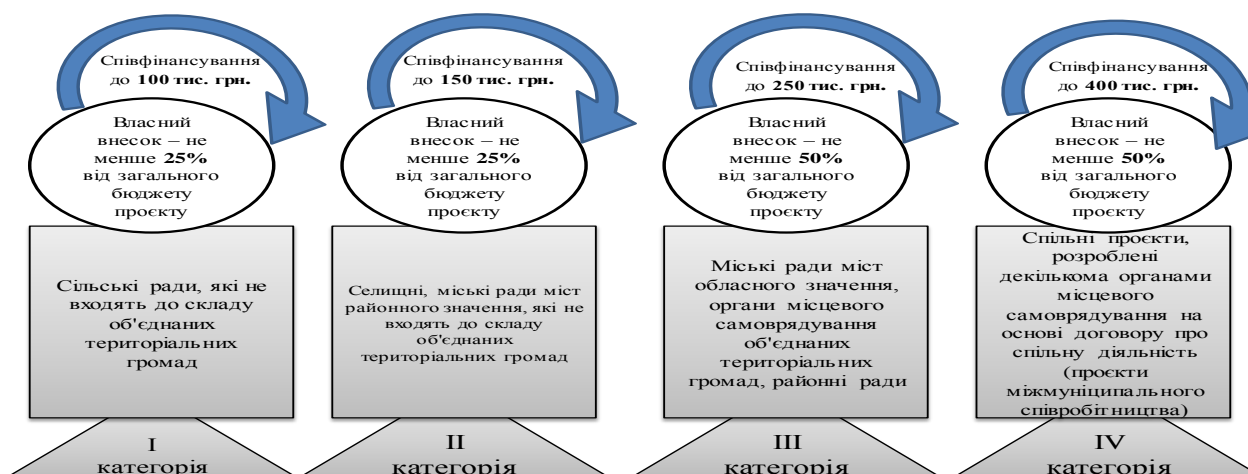 Співфінансування
до 100 тис. грн.
Власний
внесок – не
менше 25%
від загального
бюджету
проєкту
Сільські ради, які не
входять до складу
об'єднаних
територіальних
громад
І
категорія
Співфінансування
до 150 тис. грн.
Власний
внесок – не
менше 25%
від загального
бюджету
проєкту
Селищні, міські ради міст
районного значення, які не
входять до складу
об'єднаних
територіальних громад
ІІ
категорія
Співфінансування
до 250 тис. грн.
Власний
внесок – не
менше 50%
від загального
бюджету
проєкту
Міські ради міст
обласного значення,
органи місцевого
самоврядування
об'єднаних
територіальних
громад, районні ради
ІІІ
категорія
Співфінансування
до 400 тис. грн.
Власний
внесок – не
менше 50%
від загального
бюджету
проєкту
Спільні проєкти,
розроблені
декількома органами
місцевого
самоврядування на
основі договору про
спільну діяльність
(проєкти
міжмуніципального
співробітництва)
IV
категорія